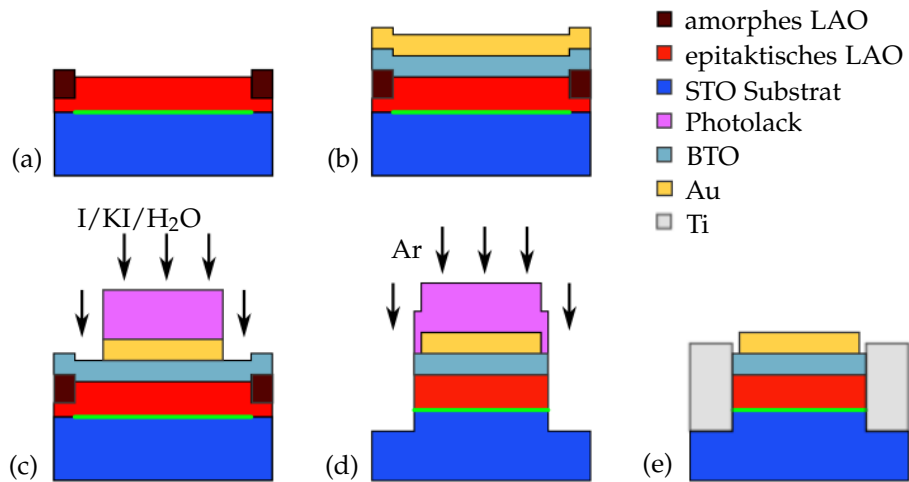 amorphes LAO
epitaktisches LAO
STO Substrat
Photolack
BTO
Au
Ti
(a)
(b)
I/KI/H₂O
Ar
(c)
(d)
(e)